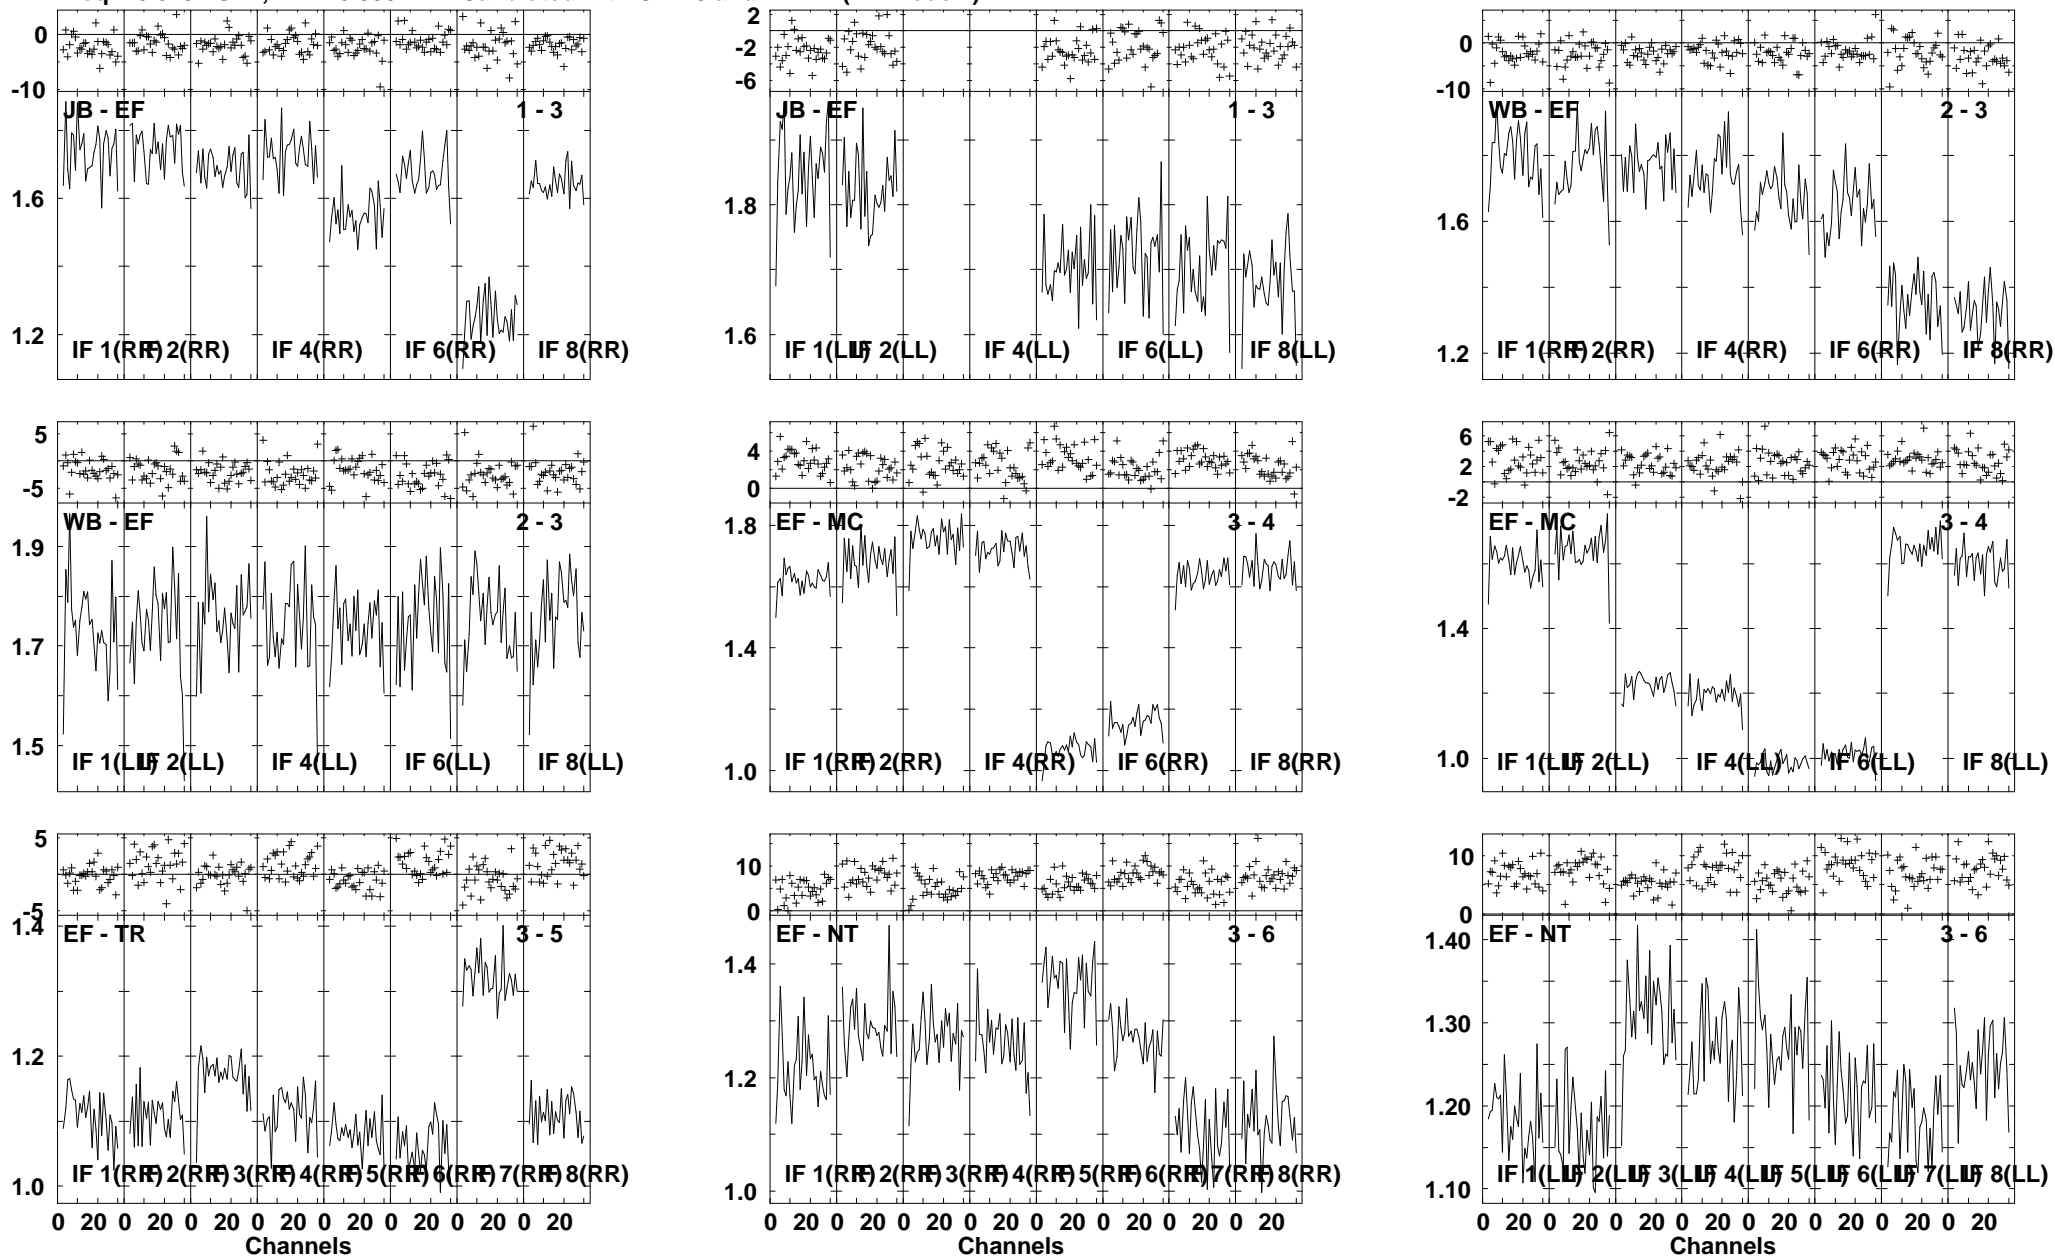 0
-10
JB - EF 1 - 3
1.6
1.2
IF 1(RR) IF 2(RR) IF 4(RR) IF 6(RR) IF 8(RR)
2
-2
-6
JB - EF 1 - 3
1.8
1.6
IF 1(LL) IF 2(LL) IF 4(LL) IF 6(LL) IF 8(LL)
0
-10
WB - EF 2 - 3
1.6
1.2
IF 1(RR) IF 2(RR) IF 4(RR) IF 6(RR) IF 8(RR)
5
-5
WB - EF 2 - 3
1.9
1.7
1.5
IF 1(LL) IF 2(LL) IF 4(LL) IF 6(LL) IF 8(LL)
4
0
EF - MC 3 - 4
1.8
1.4
1.0
IF 1(RR) IF 2(RR) IF 4(RR) IF 6(RR) IF 8(RR)
6
2
-2
EF - MC 3 - 4
1.4
1.0
IF 1(LL) IF 2(LL) IF 4(LL) IF 6(LL) IF 8(LL)
5
-5
1.4
EF - TR 3 - 5
1.2
1.0
IF 1(RR) IF 2(RR) IF 3(RR) IF 4(RR) IF 5(RR) IF 6(RR) IF 7(RR) IF 8(RR)
0 20 0 20 0 20 0 20 0 20 0 20 0 20 0 20
Channels
10
0
EF - NT 3 - 6
1.4
1.2
1.0
IF 1(RR) IF 2(RR) IF 3(RR) IF 4(RR) IF 5(RR) IF 6(RR) IF 7(RR) IF 8(RR)
0 20 0 20 0 20 0 20 0 20 0 20 0 20 0 20
Channels
10
0
EF - NT 3 - 6
1.40
1.30
1.20
1.10
IF 1(LL) IF 2(LL) IF 3(LL) IF 4(LL) IF 5(LL) IF 6(LL) IF 7(LL) IF 8(LL)
0 20 0 20 0 20 0 20 0 20 0 20 0 20 0 20
Channels